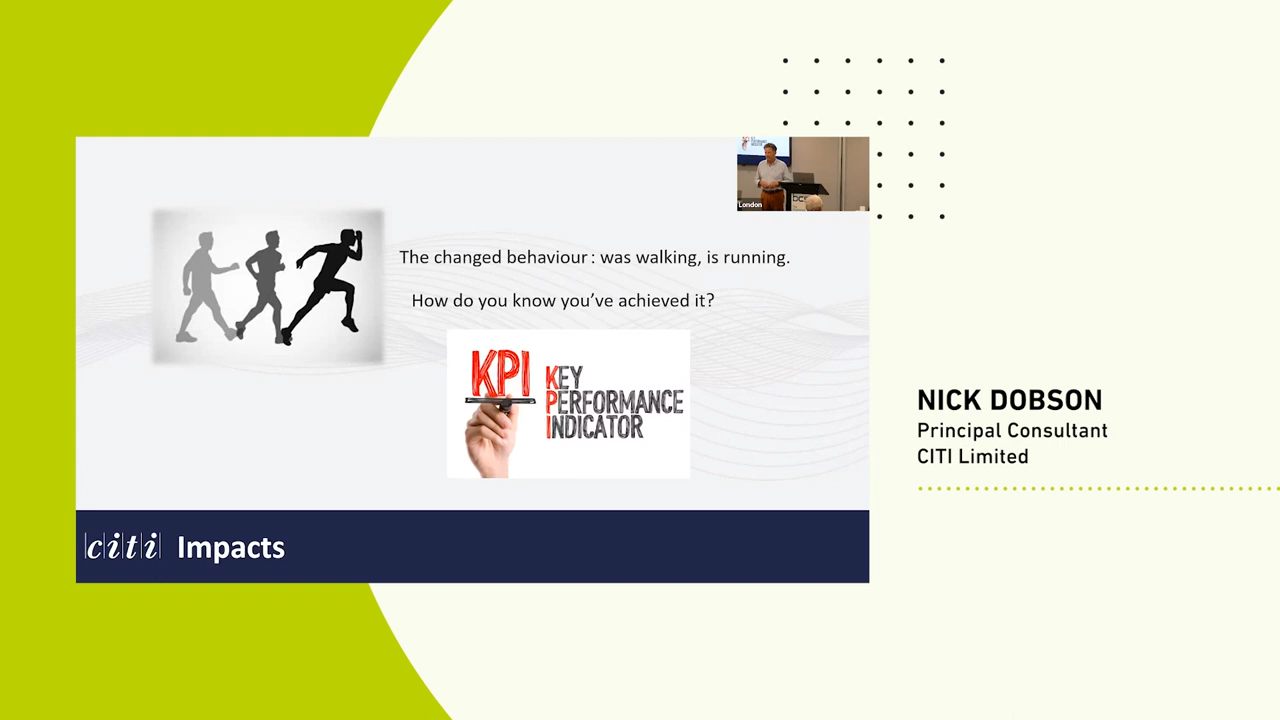 London
The changed behaviour : was walking, is running.
How do you know you've achieved it?
KPI KEY
PERFORMANCE
INDICATOR
citi Impacts
NICK DOBSON
Principal Consultant
CITI Limited